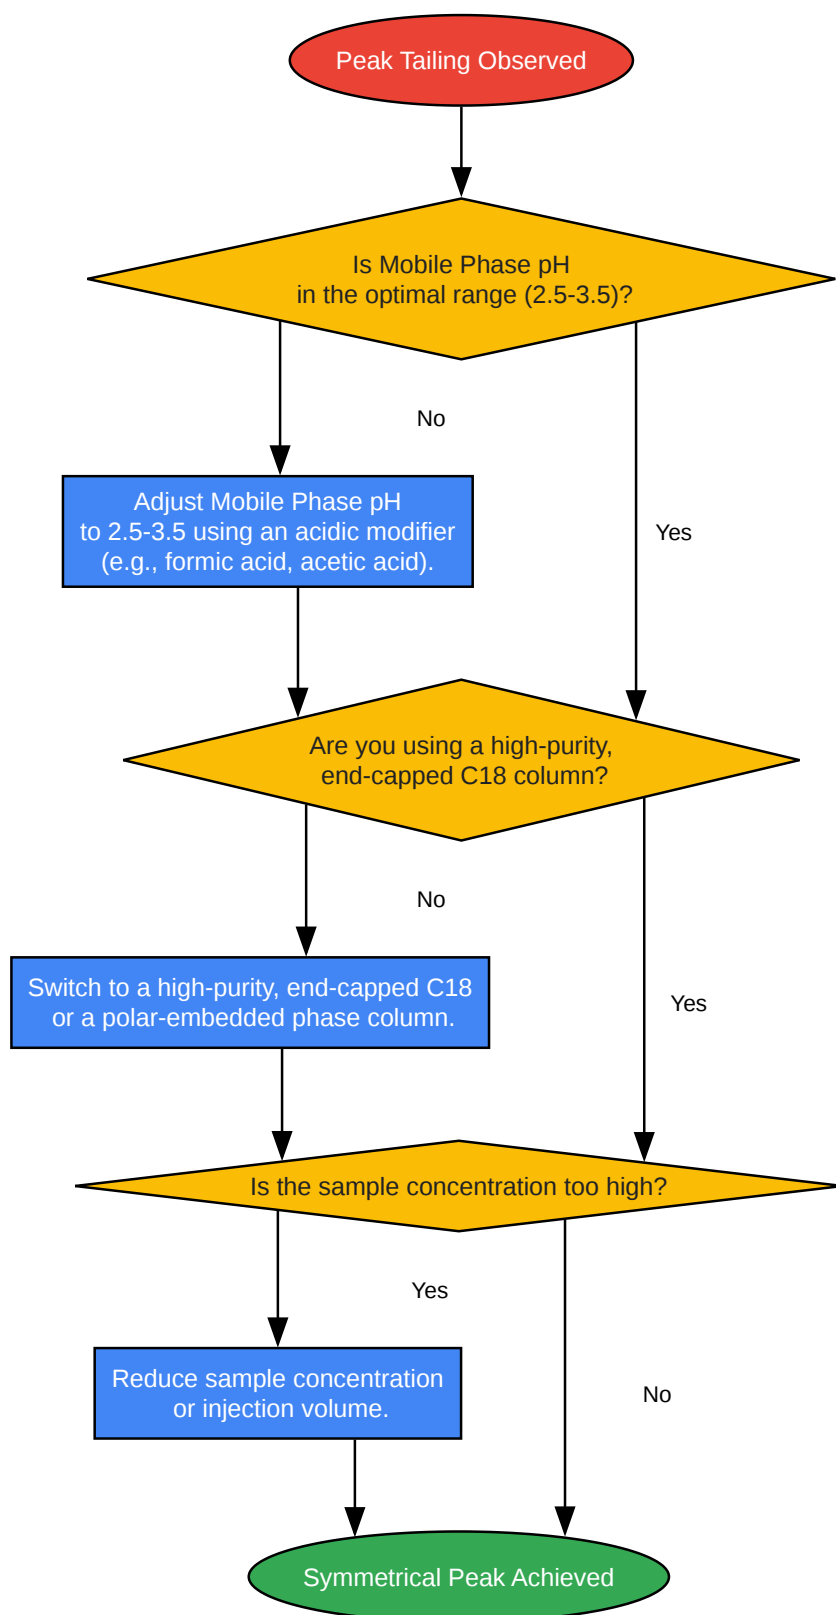 Peak Tailing Observed
Is Mobile Phase pH
in the optimal range (2.5-3.5)?
No
Adjust Mobile Phase pH
to 2.5-3.5 using an acidic modifier
(e.g., formic acid, acetic acid).
Yes
Are you using a high-purity,
end-capped C18 column?
No
Switch to a high-purity, end-capped C18
or a polar-embedded phase column.
Yes
Is the sample concentration too high?
Yes
Reduce sample concentration
or injection volume.
No
Symmetrical Peak Achieved